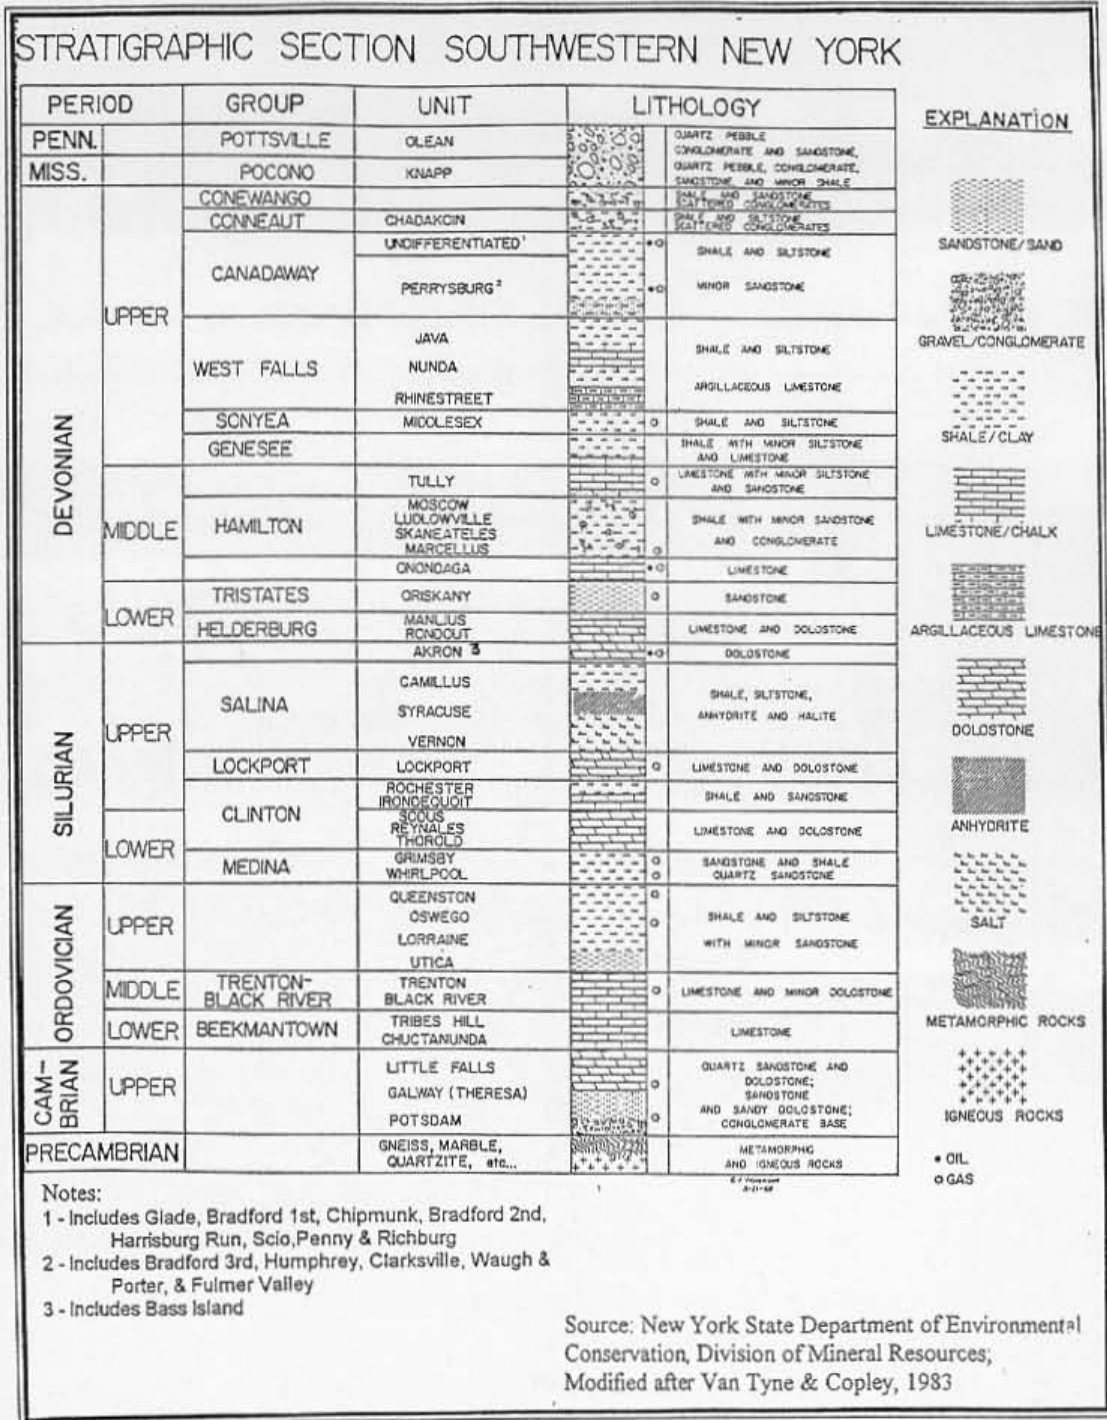 STRATIGRAPHIC SECTION SOUTHWESTERN NEW YORK
PERIOD GROUP UNIT LITHOLOGY
PENN. POTTSVILLE OLEAN QUARTZ PEBBLE
CONGLOMERATE AND SANDSTONE,
MISS. POCONO KNAPP QUARTZ PEBBLE, CONGLOMERATE,
SANDSTONE, AND MINOR SHALE
DEVONIAN
UPPER
CONEWANGO SHALE AND SANDSTONE
SCATTERED CONGLOMERATES
CONNEAUT CHADAKOIN SHALE AND SILTSTONE
SCATTERED CONGLOMERATES
CANADAWAY
UNDIFFERENTIATED 1 SHALE AND SILTSTONE
PERRYSBURG 2 MINOR SANDSTONE
WEST FALLS
JAVA SHALE AND SILTSTONE
NUNDA
RHINESTREET ARGILLACEOUS LIMESTONE
SONYEA MIDDLESEX SHALE AND SILTSTONE
GENESEE SHALE WITH MINOR SILTSTONE
AND LIMESTONE
MIDDLE
TULLY LIMESTONE WITH MINOR SILTSTONE
AND SANDSTONE
HAMILTON
MOSCOW
LUDLOWVILLE SHALE WITH MINOR SANDSTONE
SKANEATELES AND CONGLOMERATE
MARCELLUS
ONONDAGA LIMESTONE
LOWER
TRISTATES ORISKANY SANDSTONE
HELDERBURG MANLIUS
RONDOUT LIMESTONE AND DOLOSTONE
SILURIAN
UPPER
AKRON 3 DOLOSTONE
SALINA
CAMILLUS SHALE, SILTSTONE,
SYRACUSE ANHYDRITE AND HALITE
VERNON
LOCKPORT LOCKPORT LIMESTONE AND DOLOSTONE
CLINTON
ROCHESTER
IRONDEQUOIT SHALE AND SANDSTONE
LOWER
SODUS
REYNALES LIMESTONE AND DOLOSTONE
THOROLD
MEDINA GRIMSBY SANDSTONE AND SHALE
WHIRLPOOL QUARTZ SANDSTONE
ORDOVICIAN
UPPER
QUEENSTON
OSWEGO SHALE AND SILTSTONE
LORRAINE WITH MINOR SANDSTONE
UTICA
MIDDLE TRENTON-
BLACK RIVER TRENTON
BLACK RIVER LIMESTONE AND MINOR DOLOSTONE
LOWER BEEKMANTOWN TRIBES HILL
CHUCTANUNDA LIMESTONE
CAM-
BRIAN
UPPER
LITTLE FALLS QUARTZ SANDSTONE AND
DOLOSTONE;
GALWAY (THERESA) SANDSTONE
AND SANDY DOLOSTONE;
POTSDAM CONGLOMERATE BASE
PRECAMBRIAN GNEISS, MARBLE,
QUARTZITE, etc... METAMORPHIC
AND IGNEOUS ROCKS
EXPLANATION
SANDSTONE/SAND
GRAVEL/CONGLOMERATE
SHALE/CLAY
LIMESTONE/CHALK
ARGILLACEOUS LIMESTONE
DOLOSTONE
ANHYDRITE
SALT
METAMORPHIC ROCKS
IGNEOUS ROCKS
OIL
GAS
Notes:
1 - Includes Glade, Bradford 1st, Chipmunk, Bradford 2nd,
Harrisburg Run, Scio,Penny & Richburg
2 - Includes Bradford 3rd, Humphrey, Clarksville, Waugh &
Porter, & Fulmer Valley
3 - Includes Bass Island
Source: New York State Department of Environmental
Conservation, Division of Mineral Resources;
Modified after Van Tyne & Copley, 1983